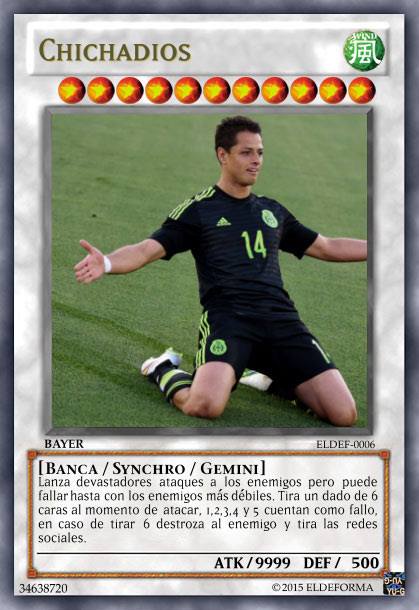 CHICHADIOS
WIND
風
14
BAYER
ELDEF-0006
[BANCA / SYNCHRO / GEMINI]
Lanza devastadores ataques a los enemigos pero puede
fallar hasta con los enemigos más débiles. Tira un dado de 6
caras al momento de atacar, 1,2,3,4 y 5 cuentan como fallo,
en caso de tirar 6 destroza al enemigo y tira las redes
sociales.
ATK / 9999 DEF / 500
34638720
©2015 ELDEFORMA